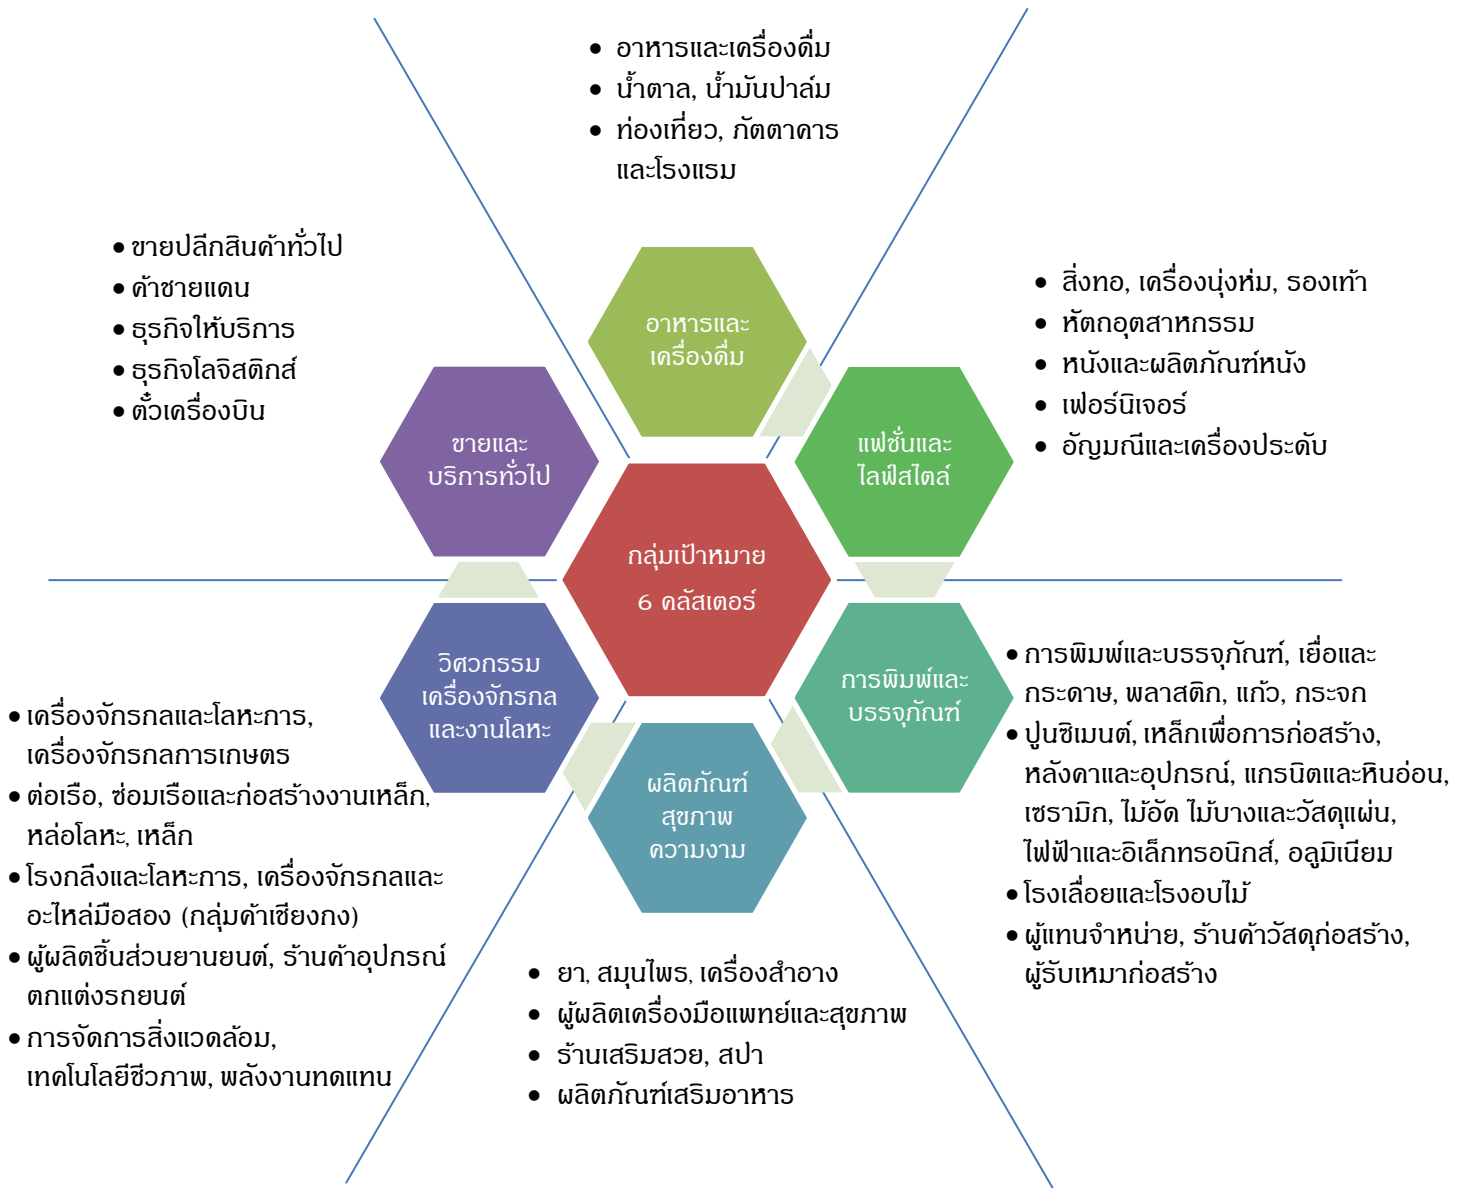 • อาหารและเครื่องดื่ม
• น้ำตาล, น้ำมันปาล์ม
• ท่องเที่ยว, ภัตตาคาร
และโรงแรม
• ขายปลีกสินค้าทั่วไป
• ค้าชายแดน
• ธุรกิจให้บริการ
• ธุรกิจโลจิสติกส์
• ตั๋วเครื่องบิน
• สิ่งทอ, เครื่องนุ่งห่ม, รองเท้า
• หัตถอุตสาหกรรม
• หนังและผลิตภัณฑ์หนัง
• เฟอร์นิเจอร์
• อัญมณีและเครื่องประดับ
อาหารและ
เครื่องดื่ม
ขายและ
บริการทั่วไป
แฟชั่นและ
ไลฟ์สไตล์
กลุ่มเป้าหมาย
6 คลัสเตอร์
วิศวกรรม
เครื่องจักรกล
และงานโลหะ
การพิมพ์และ
บรรจุภัณฑ์
ผลิตภัณฑ์
สุขภาพ
ความงาม
• เครื่องจักรกลและโลหะการ,
เครื่องจักรกลการเกษตร
• ต่อเรือ, ซ่อมเรือและก่อสร้างงานเหล็ก,
หล่อโลหะ, เหล็ก
• โรงกลึงและโลหะการ, เครื่องจักรกลและ
อะไหล่มือสอง (กลุ่มค้าเซียงกง)
• ผู้ผลิตชิ้นส่วนยานยนต์, ร้านค้าอุปกรณ์
ตกแต่งรถยนต์
• การจัดการสิ่งแวดล้อม,
เทคโนโลยีชีวภาพ, พลังงานทดแทน
• การพิมพ์และบรรจุภัณฑ์, เยื่อและ
กระดาษ, พลาสติก, แก้ว, กระจก
• ปูนซิเมนต์, เหล็กเพื่อการก่อสร้าง,
หลังคาและอุปกรณ์, แกรนิตและหินอ่อน,
เซรามิก, ไม้อัด ไม้บางและวัสดุแผ่น,
ไฟฟ้าและอิเล็กทรอนิกส์, อลูมิเนียม
• โรงเลื่อยและโรงอบไม้
• ผู้แทนจำหน่าย, ร้านค้าวัสดุก่อสร้าง,
ผู้รับเหมาก่อสร้าง
• ยา, สมุนไพร, เครื่องสำอาง
• ผู้ผลิตเครื่องมือแพทย์และสุขภาพ
• ร้านเสริมสวย, สปา
• ผลิตภัณฑ์เสริมอาหาร